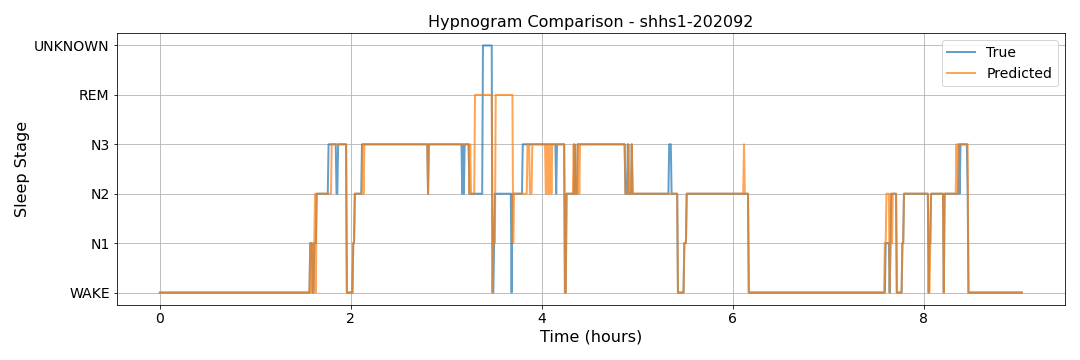 Hypnogram Comparison - shhs1-202092
UNKNOWN
REM
N3
N2
N1
WAKE
Sleep Stage
0 2 4 6 8
Time (hours)
True
Predicted